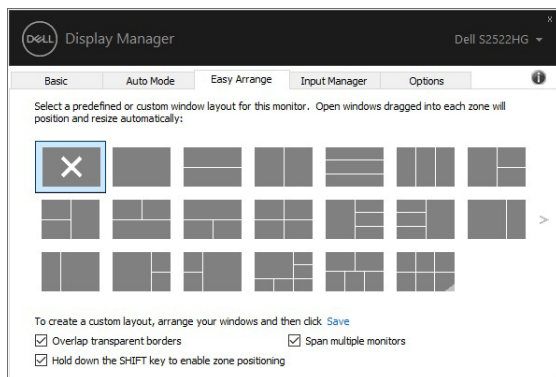 x
DELL Display Manager Dell S2522HG
Basic Auto Mode Easy Arrange Input Manager Options i
Select a predefined or custom window layout for this monitor. Open windows dragged into each zone will
position and resize automatically:
>
To create a custom layout, arrange your windows and then click Save
Overlap transparent borders Span multiple monitors
Hold down the SHIFT key to enable zone positioning